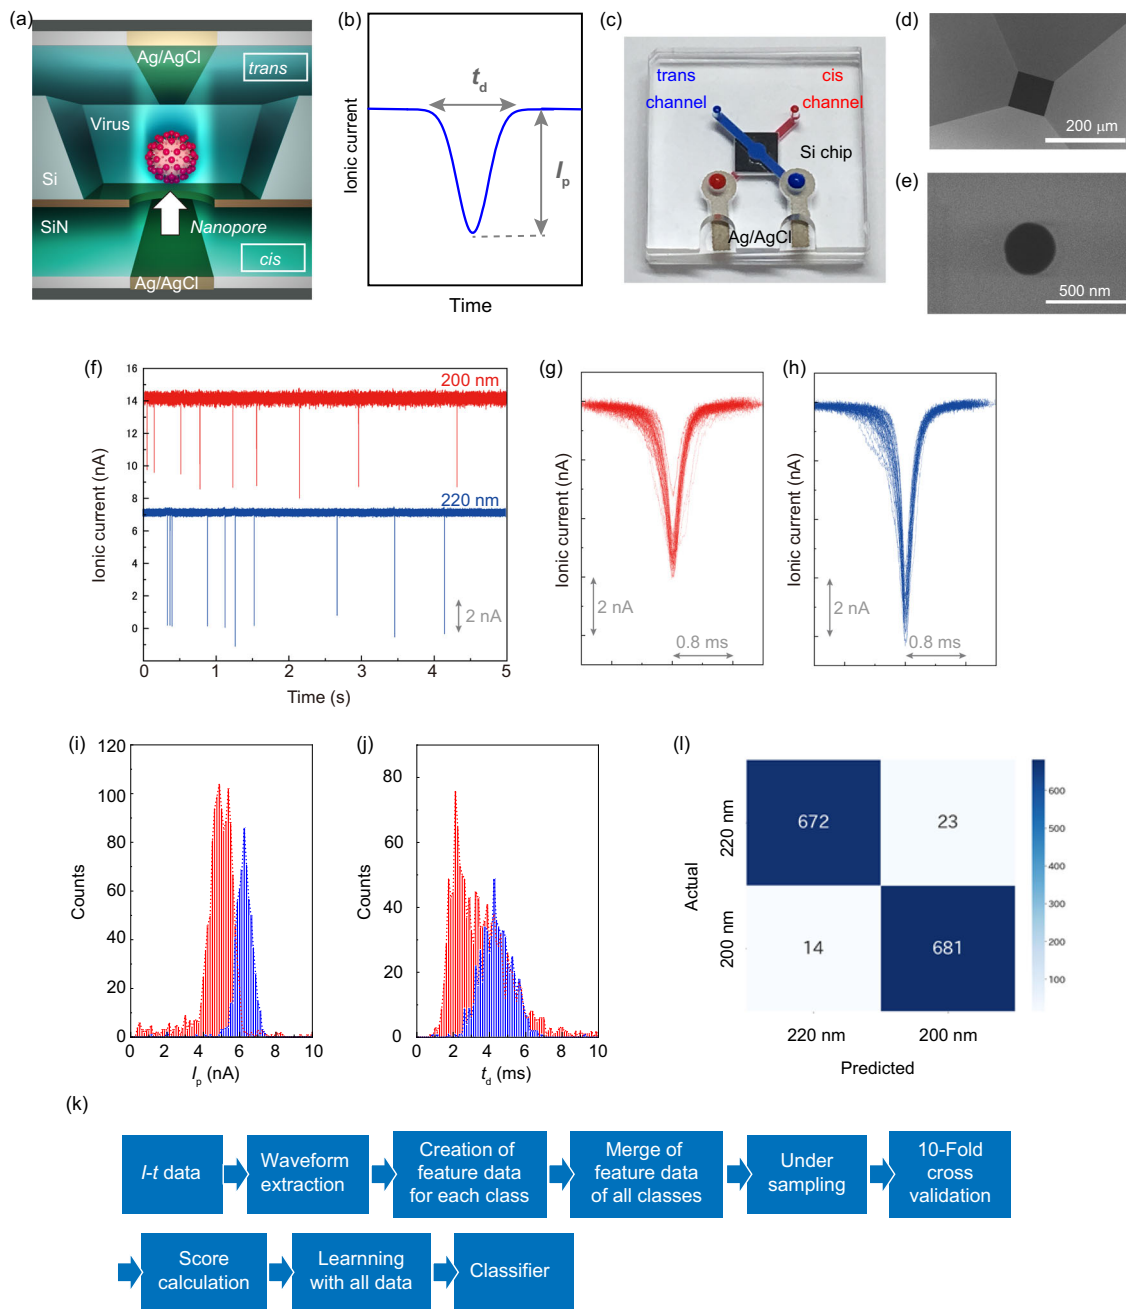 (a)
Ag/AgCl
trans
Virus
Si
SiN
Nanopore
cis
Ag/AgCl
(b)
Ionic current
td
Ip
Time
(c)
trans
channel
cis
channel
Si chip
Ag/AgCl
(d)
200 μm
(e)
500 nm
(f)
Ionic current (nA)
16
14
12
10
8
6
4
2
0
200 nm
220 nm
2 nA
0 1 2 3 4 5
Time (s)
(g)
Ionic current (nA)
2 nA
0.8 ms
(h)
Ionic current (nA)
2 nA
0.8 ms
(i)
Counts
120
100
80
60
40
20
0
0 2 4 6 8 10
Ip (nA)
(j)
Counts
80
60
40
20
0
0 2 4 6 8 10
td (ms)
(l)
Actual
220 nm
200 nm
672 23
14 681
220 nm 200 nm
Predicted
600
500
400
300
200
100
(k)
I-t data
Waveform
extraction
Creation of
feature data
for each class
Merge of
feature data
of all classes
Under
sampling
10-Fold
cross
validation
Score
calculation
Learnning
with all data
Classifier